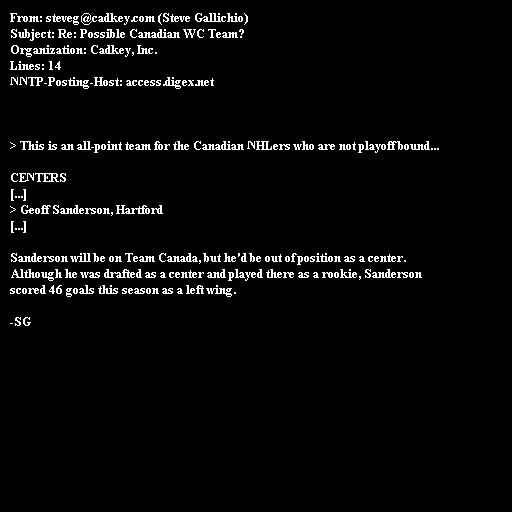 From: steveg@cadkey.com (Steve Gallichio)
Subject: Re: Possible Canadian WC Team?
Organization: Cadkey, Inc.
Lines: 14
NNTP-Posting-Host: access.digex.net
> This is an all-point team for the Canadian NHLers who are not playoff bound...
CENTERS
[...]
> Geoff Sanderson, Hartford
[...]
Sanderson will be on Team Canada, but he'd be out of position as a center.
Although he was drafted as a center and played there as a rookie, Sanderson
scored 46 goals this season as a left wing.
-SG